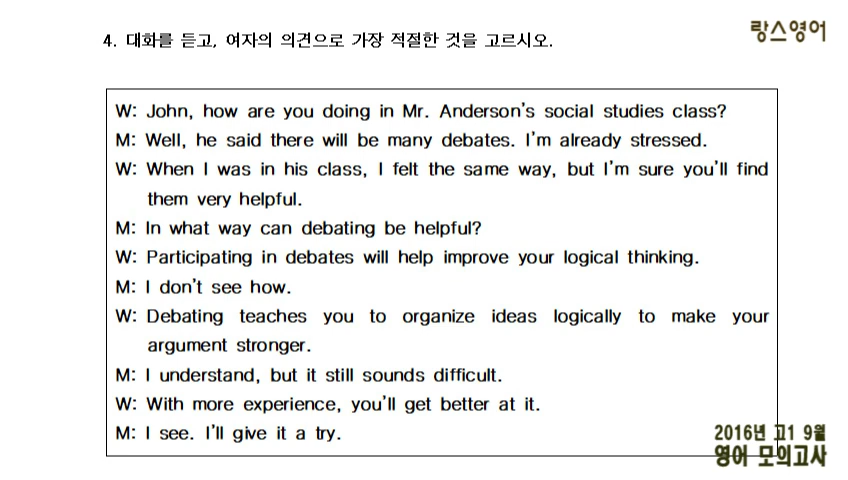 랑스영어
4. 대화를 듣고, 여자의 의견으로 가장 적절한 것을 고르시오.
W: John, how are you doing in Mr. Anderson's social studies class?
M: Well, he said there will be many debates. I'm already stressed.
W: When I was in his class, I felt the same way, but I'm sure you'll find
them very helpful.
M: In what way can debating be helpful?
W: Participating in debates will help improve your logical thinking.
M: I don't see how.
W: Debating teaches you to organize ideas logically to make your
argument stronger.
M: I understand, but it still sounds difficult.
W: With more experience, you'll get better at it.
M: I see. I'll give it a try.
2016년 고1 9월
영어 모의고사